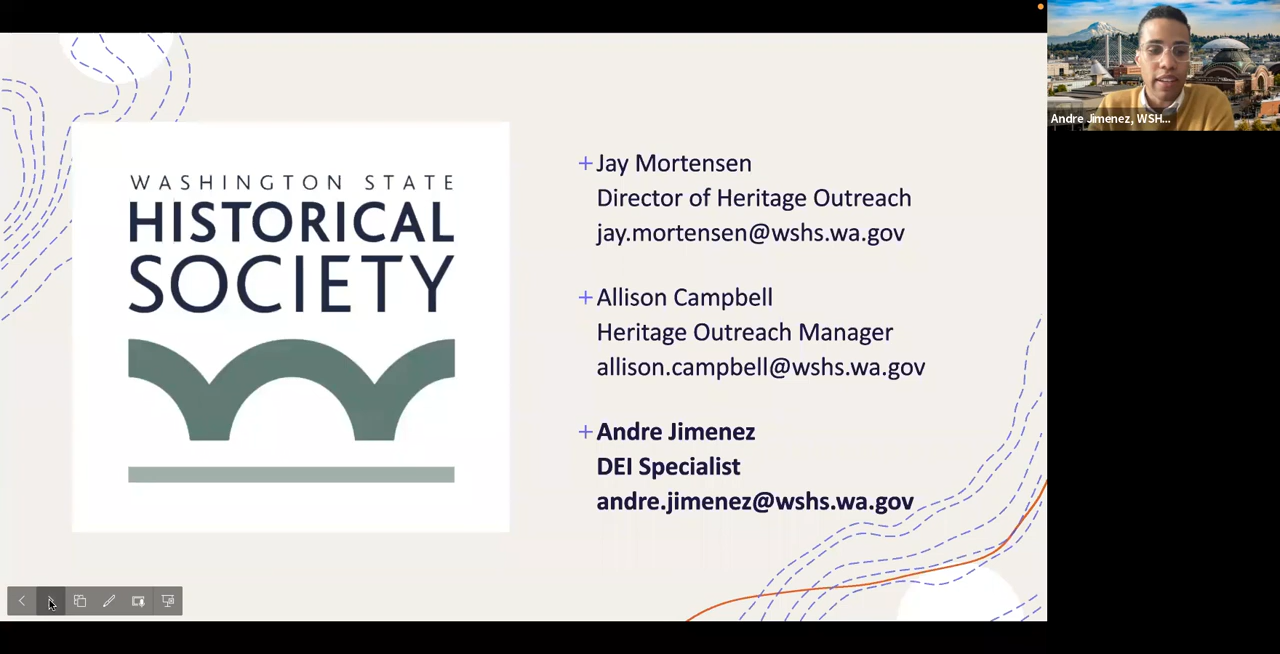 WASHINGTON STATE
HISTORICAL
SOCIETY
+Jay Mortensen
Director of Heritage Outreach
jay.mortensen@wshs.wa.gov
+Allison Campbell
Heritage Outreach Manager
allison.campbell@wshs.wa.gov
+Andre Jimenez
DEI Specialist
andre.jimenez@wshs.wa.gov
Andre Jimenez, WSH...